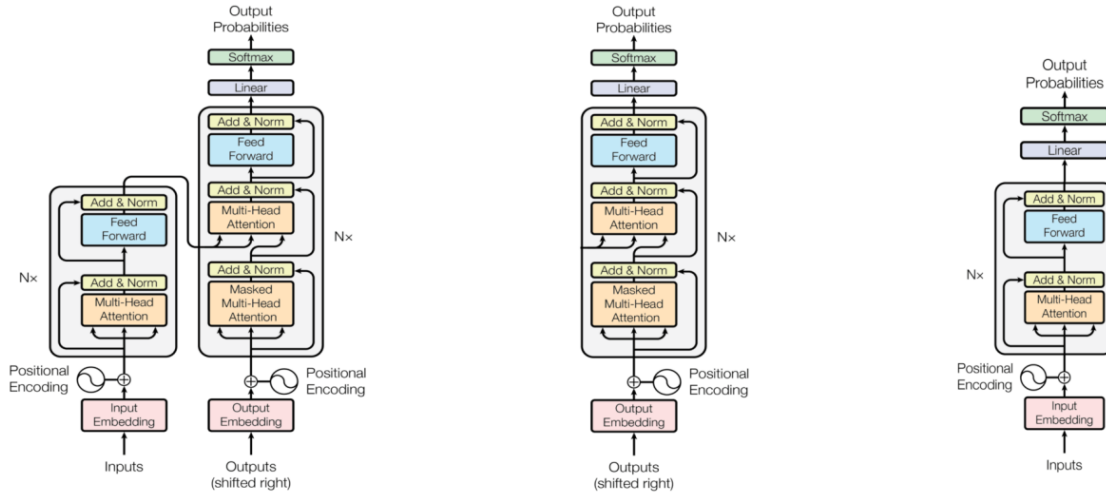 Output
Probabilities
Softmax
Linear
Add & Norm
Feed
Forward
Add & Norm
Multi-Head
Attention
Add & Norm
Masked
Multi-Head
Attention
N×
Add & Norm
Feed
Forward
N×
Add & Norm
Multi-Head
Attention
Positional
Encoding
Positional
Encoding
Input
Embedding
Output
Embedding
Inputs
Outputs
(shifted right)
Output
Probabilities
Softmax
Linear
Add & Norm
Feed
Forward
Add & Norm
Multi-Head
Attention
N×
Add & Norm
Masked
Multi-Head
Attention
Positional
Encoding
Output
Embedding
Outputs
(shifted right)
Output
Probabilities
Softmax
Linear
Add & Norm
Feed
Forward
N×
Add & Norm
Multi-Head
Attention
Positional
Encoding
Input
Embedding
Inputs